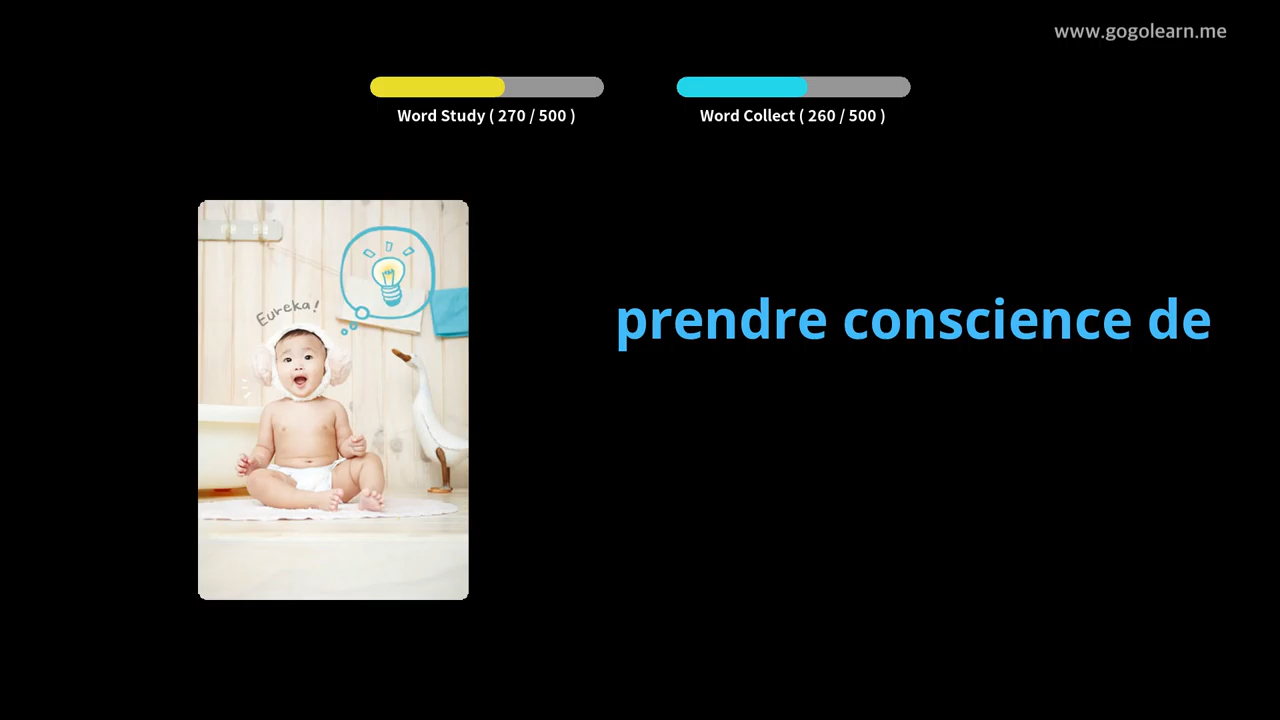 www.gogolearn.me
Word Study ( 270 / 500 )
Word Collect ( 260 / 500 )
Eureka!
prendre conscience de